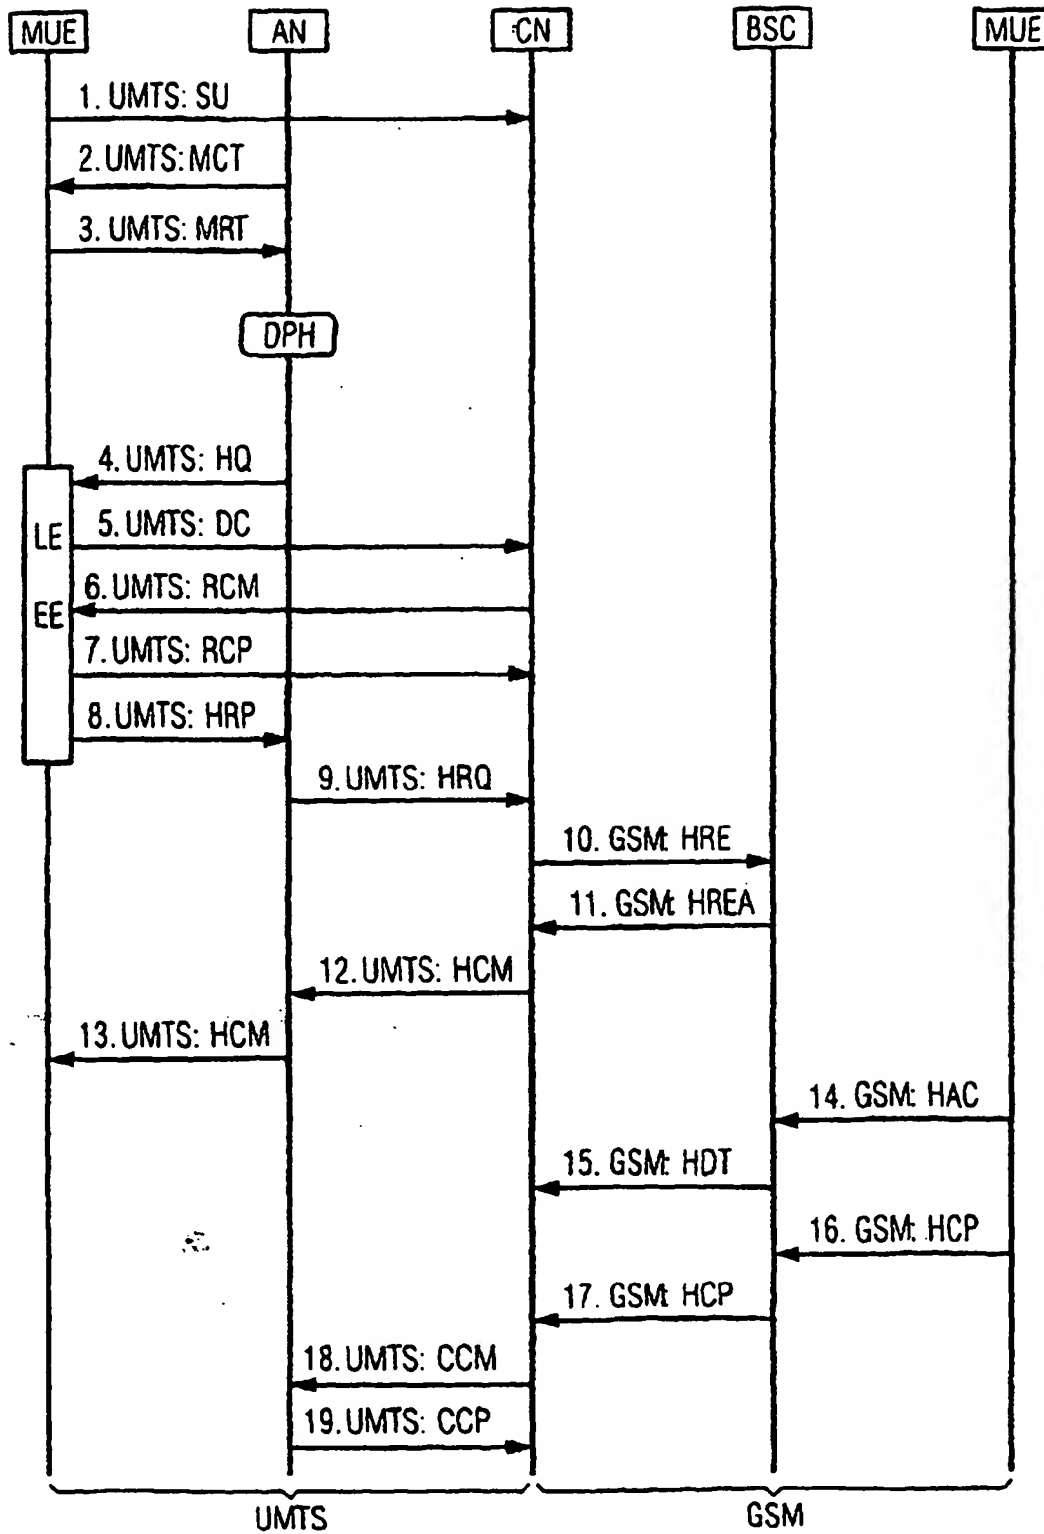 MUE AN CN BSC MUE
1. UMTS: SU
2. UMTS: MCT
3. UMTS: MRT
DPH
4. UMTS: HQ
LE
5. UMTS: DC
6. UMTS: RCM
EE
7. UMTS: RCP
8. UMTS: HRP
9. UMTS: HRQ
10. GSM: HRE
11. GSM: HREA
12. UMTS: HCM
13. UMTS: HCM
14. GSM: HAC
15. GSM: HDT
16. GSM: HCP
17. GSM: HCP
18. UMTS: CCM
19. UMTS: CCP
UMTS GSM